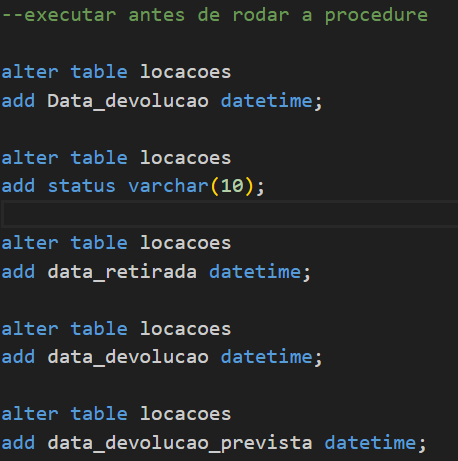 --executar antes de rodar a procedure
alter table locacoes
add Data_devolucao datetime;
alter table locacoes
add status varchar(10);
alter table locacoes
add data_retirada datetime;
alter table locacoes
add data_devolucao datetime;
alter table locacoes
add data_devolucao_prevista datetime;